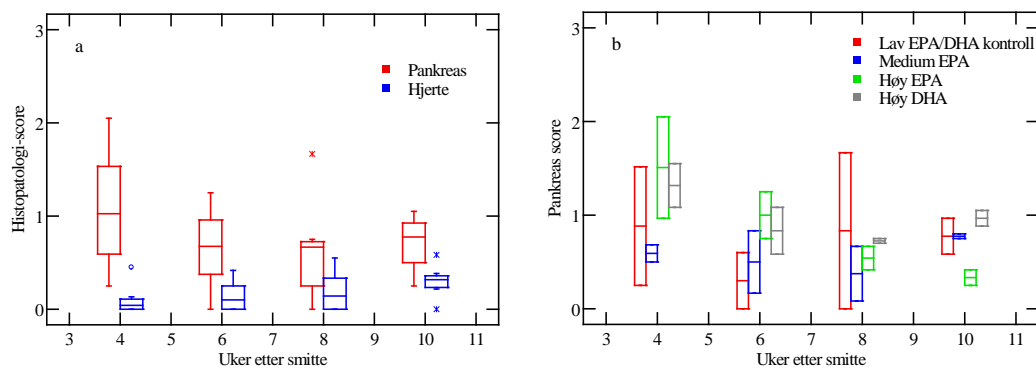 a
Pankreas
Hjerte
Histopatologi-score
3
2
1
0
3 4 5 6 7 8 9 10 11
Uker etter smitte
b
Lav EPA/DHA kontroll
Medium EPA
Høy EPA
Høy DHA
Pankreas score
3
2
1
0
3 4 5 6 7 8 9 10 11
Uker etter smitte